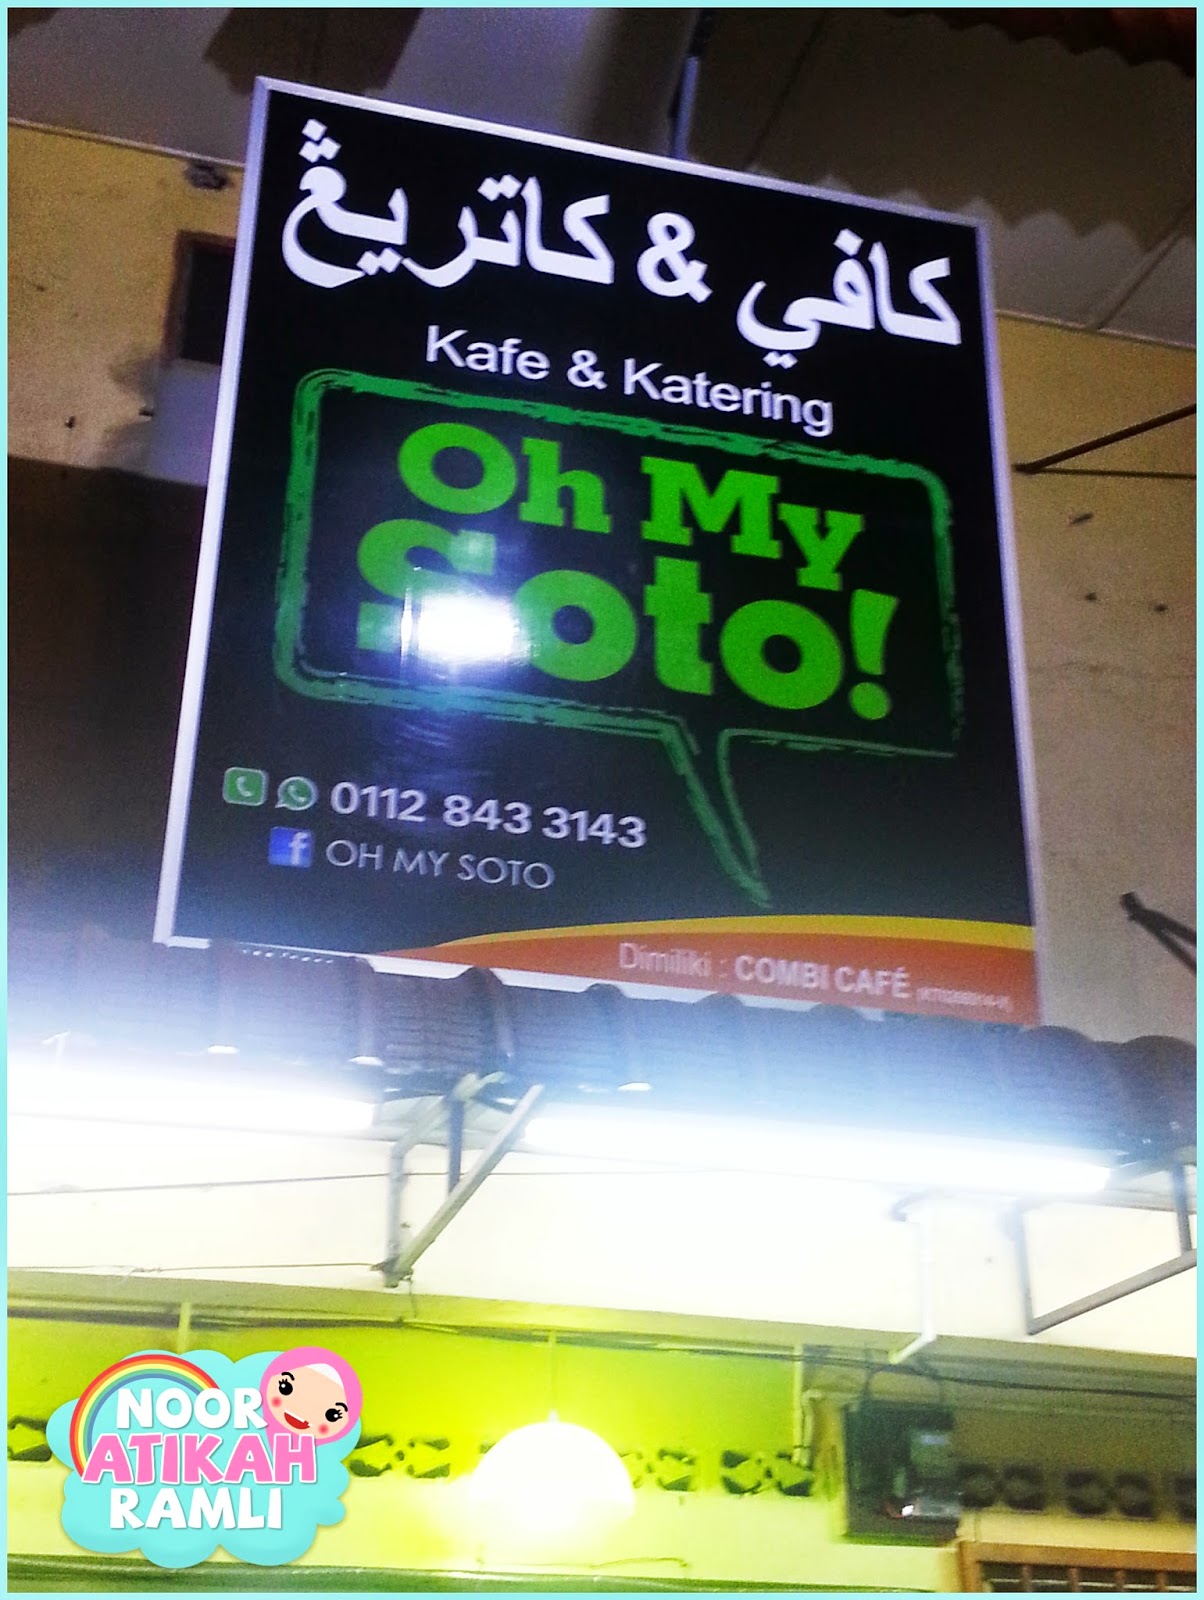 كافي & كاتريڠ
Kafe & Katering
Oh My
Soto!
0112 843 3143
OH MY SOTO
Dimiliki : COMBI CAFÉ
NOOR
ATIKAH
RAMLI